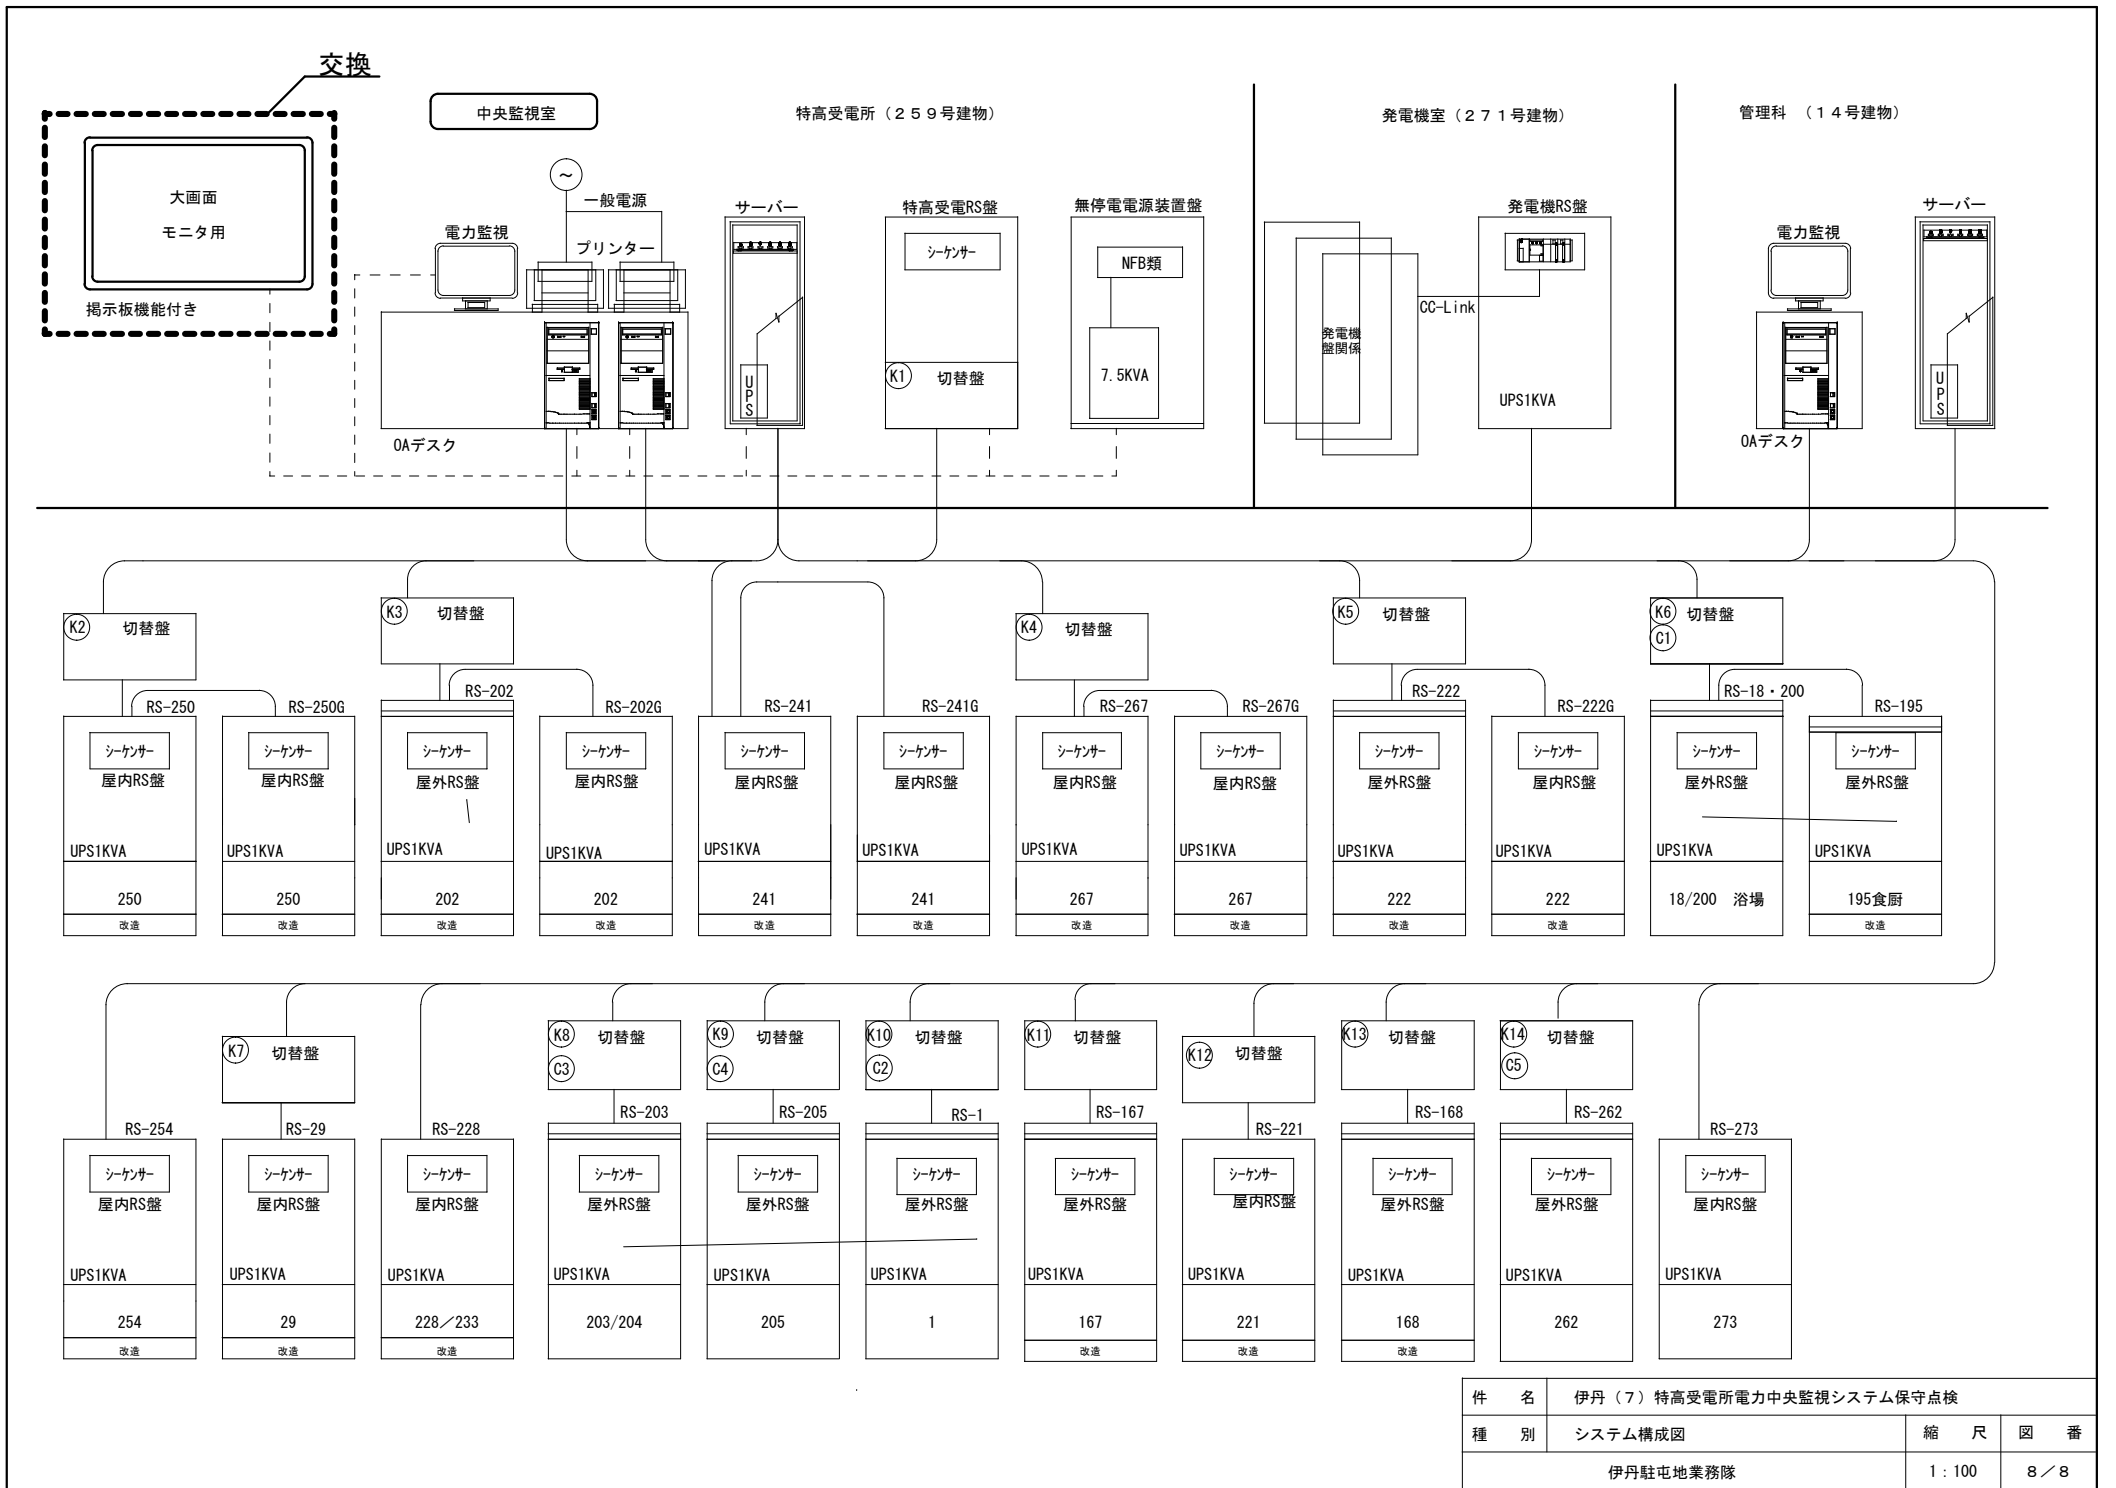 交換
中央監視室
特高受電所（２５９号建物）
発電機室（２７１号建物）
管理科　（１４号建物）
大画面
モニタ用
掲示板機能付き
～
一般電源
電力監視
プリンター
OAデスク
サーバー
UPS
特高受電RS盤
シーケンサー
K1
切替盤
無停電電源装置盤
NFB類
7.5KVA
発電機
盤関係
CC-Link
発電機RS盤
UPS1KVA
電力監視
OAデスク
サーバー
UPS
K2 切替盤
K3 切替盤
K4 切替盤
K5 切替盤
K6 切替盤
C1
RS-250
RS-250G
RS-202
RS-202G
RS-241
RS-241G
RS-267
RS-267G
RS-222
RS-222G
RS-18・200
RS-195
シーケンサー
シーケンサー
シーケンサー
シーケンサー
シーケンサー
シーケンサー
シーケンサー
シーケンサー
シーケンサー
シーケンサー
シーケンサー
シーケンサー
屋内RS盤
屋内RS盤
屋外RS盤
屋内RS盤
屋内RS盤
屋内RS盤
屋内RS盤
屋内RS盤
屋外RS盤
屋内RS盤
屋外RS盤
屋外RS盤
UPS1KVA
UPS1KVA
UPS1KVA
UPS1KVA
UPS1KVA
UPS1KVA
UPS1KVA
UPS1KVA
UPS1KVA
UPS1KVA
UPS1KVA
UPS1KVA
250
250
202
202
241
241
267
267
222
222
18/200　浴場
195食厨
改造
改造
改造
改造
改造
改造
改造
改造
改造
改造
改造
K7 切替盤
K8 切替盤
C3
K9 切替盤
C4
K10 切替盤
C2
K11 切替盤
K12 切替盤
K13 切替盤
K14 切替盤
C5
RS-254
RS-29
RS-228
RS-203
RS-205
RS-1
RS-167
RS-221
RS-168
RS-262
RS-273
シーケンサー
シーケンサー
シーケンサー
シーケンサー
シーケンサー
シーケンサー
シーケンサー
シーケンサー
シーケンサー
シーケンサー
シーケンサー
屋内RS盤
屋内RS盤
屋内RS盤
屋外RS盤
屋外RS盤
屋外RS盤
屋外RS盤
屋内RS盤
屋外RS盤
屋外RS盤
屋内RS盤
UPS1KVA
UPS1KVA
UPS1KVA
UPS1KVA
UPS1KVA
UPS1KVA
UPS1KVA
UPS1KVA
UPS1KVA
UPS1KVA
UPS1KVA
254
29
228／233
203/204
205
1
167
221
168
262
273
改造
改造
改造
改造
改造
改造
件　名　伊丹（７）特高受電所電力中央監視システム保守点検
種　別　システム構成図　縮　尺　図　番
伊丹駐屯地業務隊　１：100　８／８